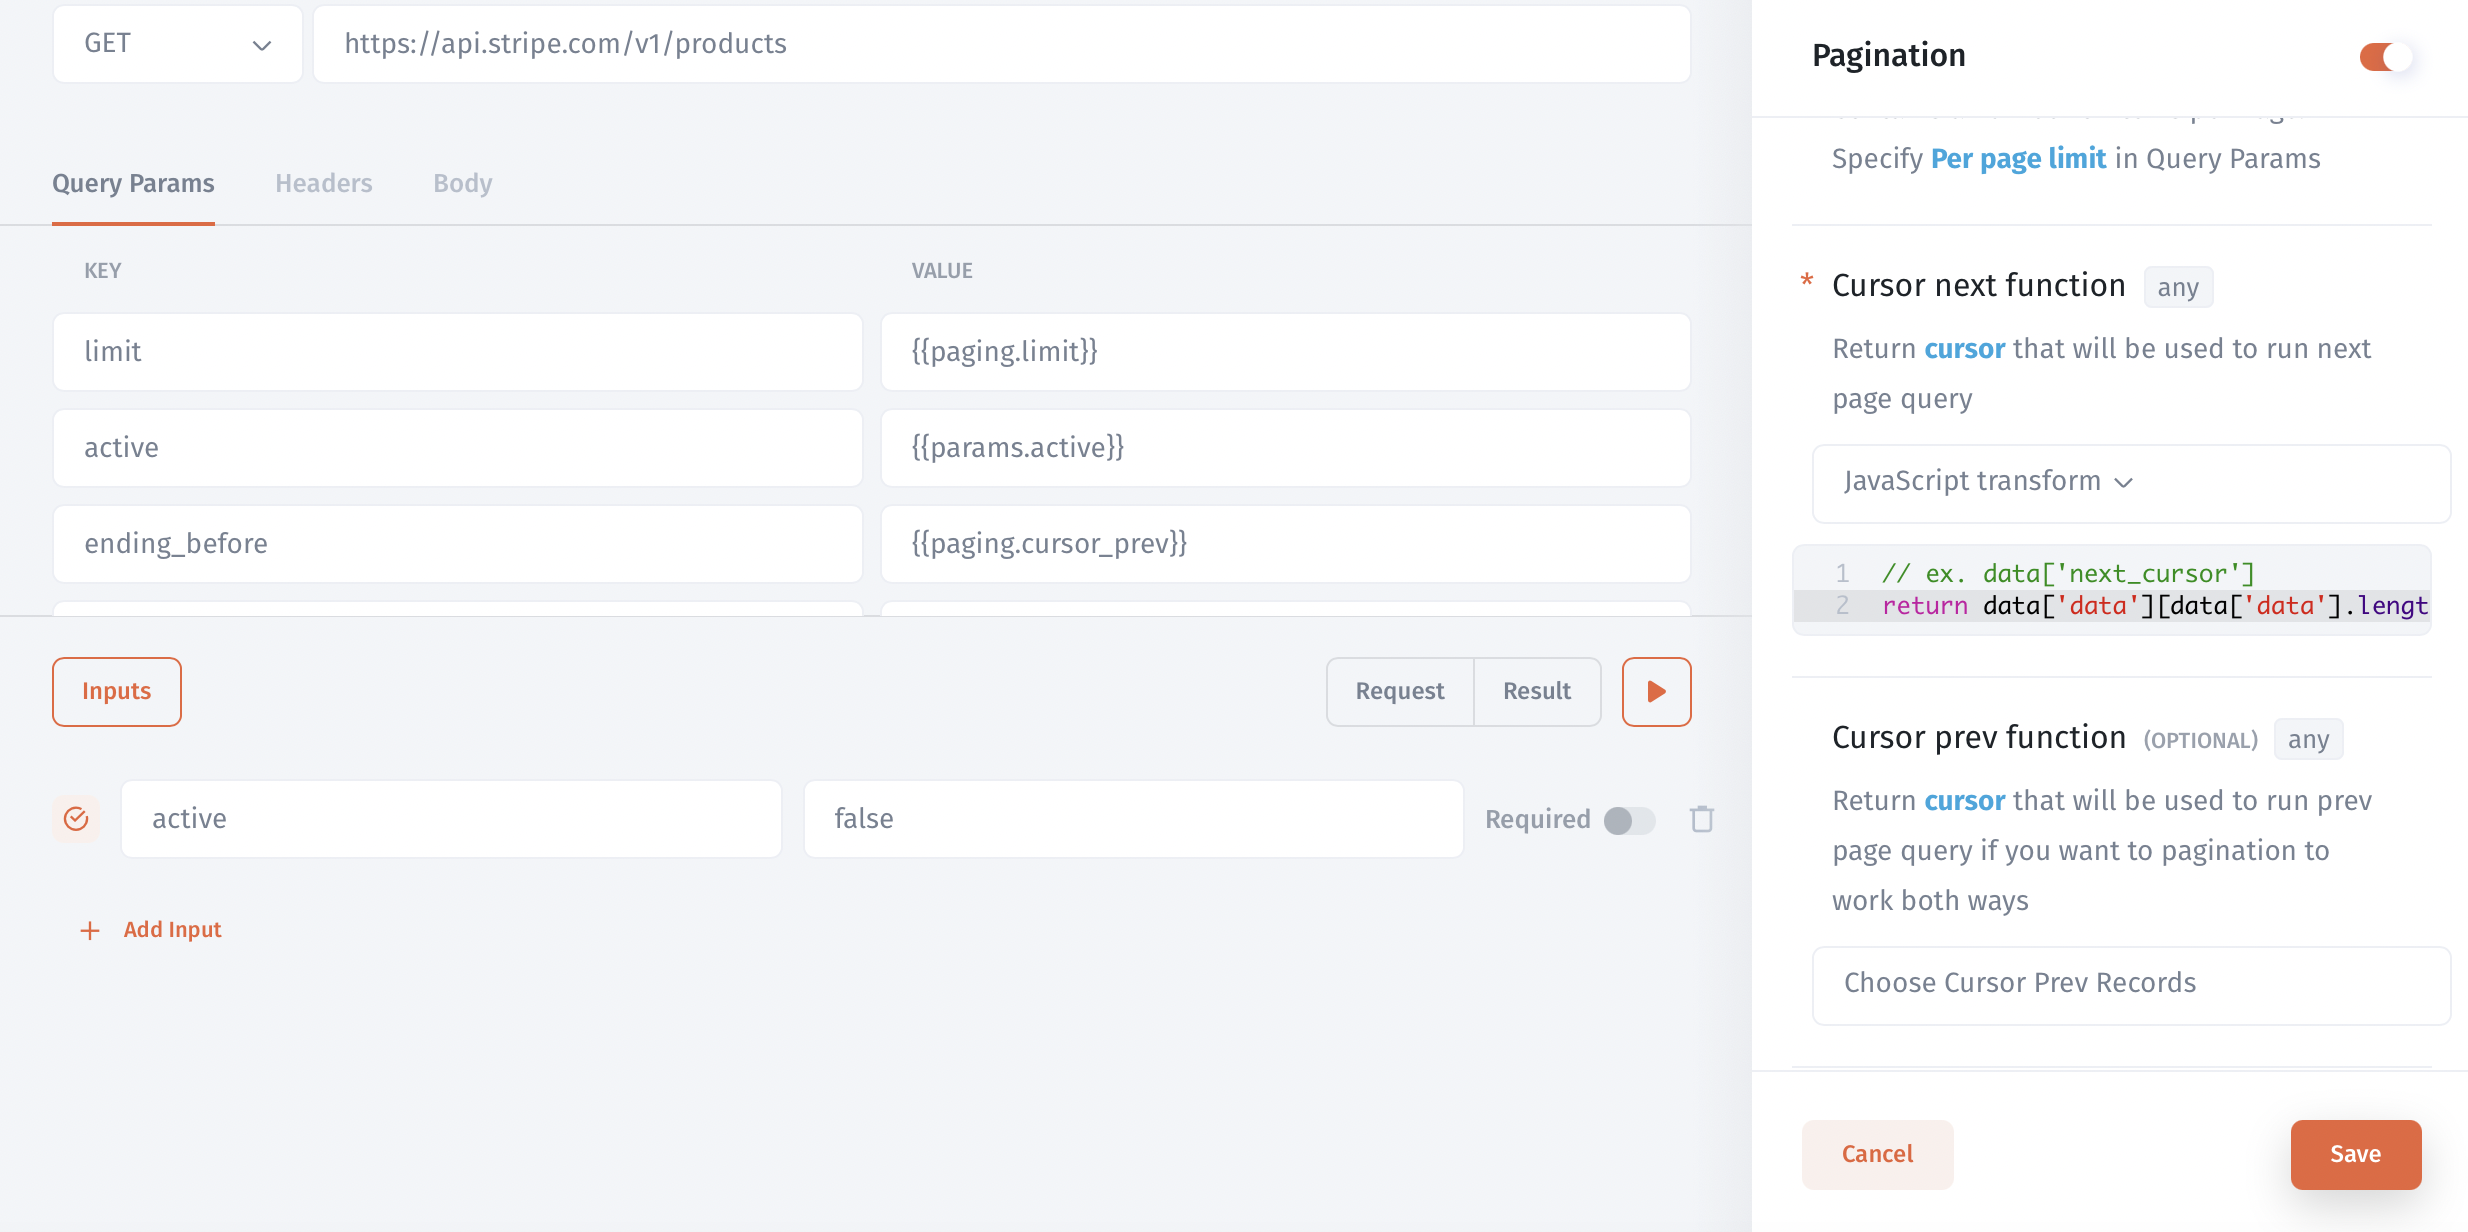 GET
https://api.stripe.com/v1/products
Query Params
Headers
Body
KEY
VALUE
limit
{{paging.limit}}
active
{{params.active}}
ending_before
{{paging.cursor_prev}}
Inputs
Request
Result
active
false
Required
Add Input
Pagination
Specify Per page limit in Query Params
* Cursor next function any
Return cursor that will be used to run next
page query
JavaScript transform
1 // ex. data['next_cursor']
2 return data['data'][data['data'].lengt
Cursor prev function (OPTIONAL) any
Return cursor that will be used to run prev
page query if you want to pagination to
work both ways
Choose Cursor Prev Records
Cancel
Save